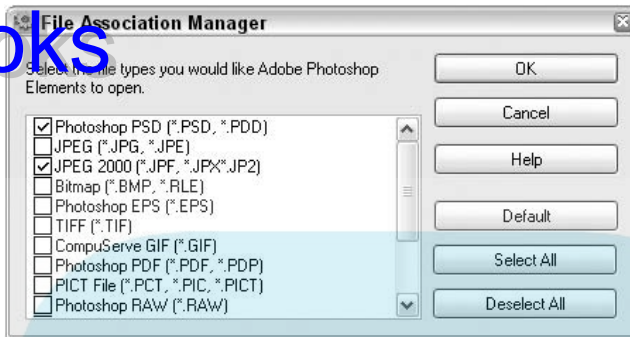 File Association Manager
oks
Select the file types you would like Adobe Photoshop
Elements to open.
Photoshop PSD (*.PSD, *.PDD)
JPEG (*.JPG, *.JPE)
JPEG 2000 (*.JPF, *.JPX*.JP2)
Bitmap (*.BMP, *.RLE)
Photoshop EPS (*.EPS)
TIFF (*.TIF)
CompuServe GIF (*.GIF)
Photoshop PDF (*.PDF, *.PDP)
PICT File (*.PCT, *.PIC, *.PICT)
Photoshop RAW (*.RAW)
OK
Cancel
Help
Default
Select All
Deselect All